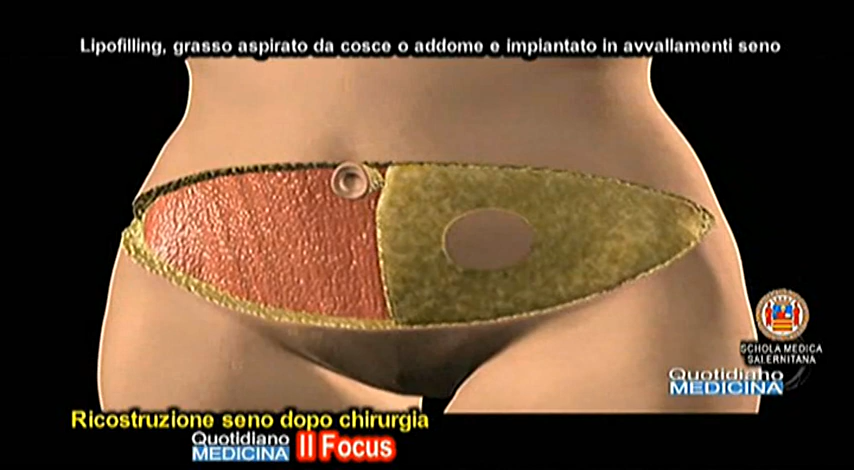 Lipofilling, grasso aspirato da cosce o addome e impiantato in avvallamenti seno
SCHOLA MEDICA
SALERNITANA
Quotidiano
MEDICINA
Ricostruzione seno dopo chirurgia
Quotidiano
MEDICINA Il Focus